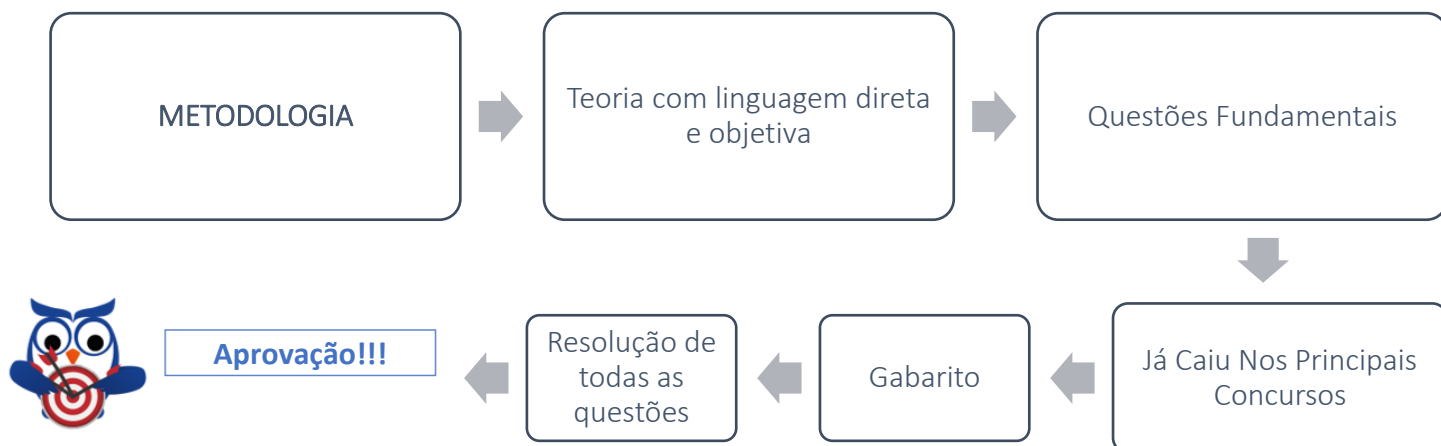 METODOLOGIA
Teoria com linguagem direta
e objetiva
Questões Fundamentais
Já Caiu Nos Principais
Concursos
Gabarito
Resolução de
todas as
questões
Aprovação!!!